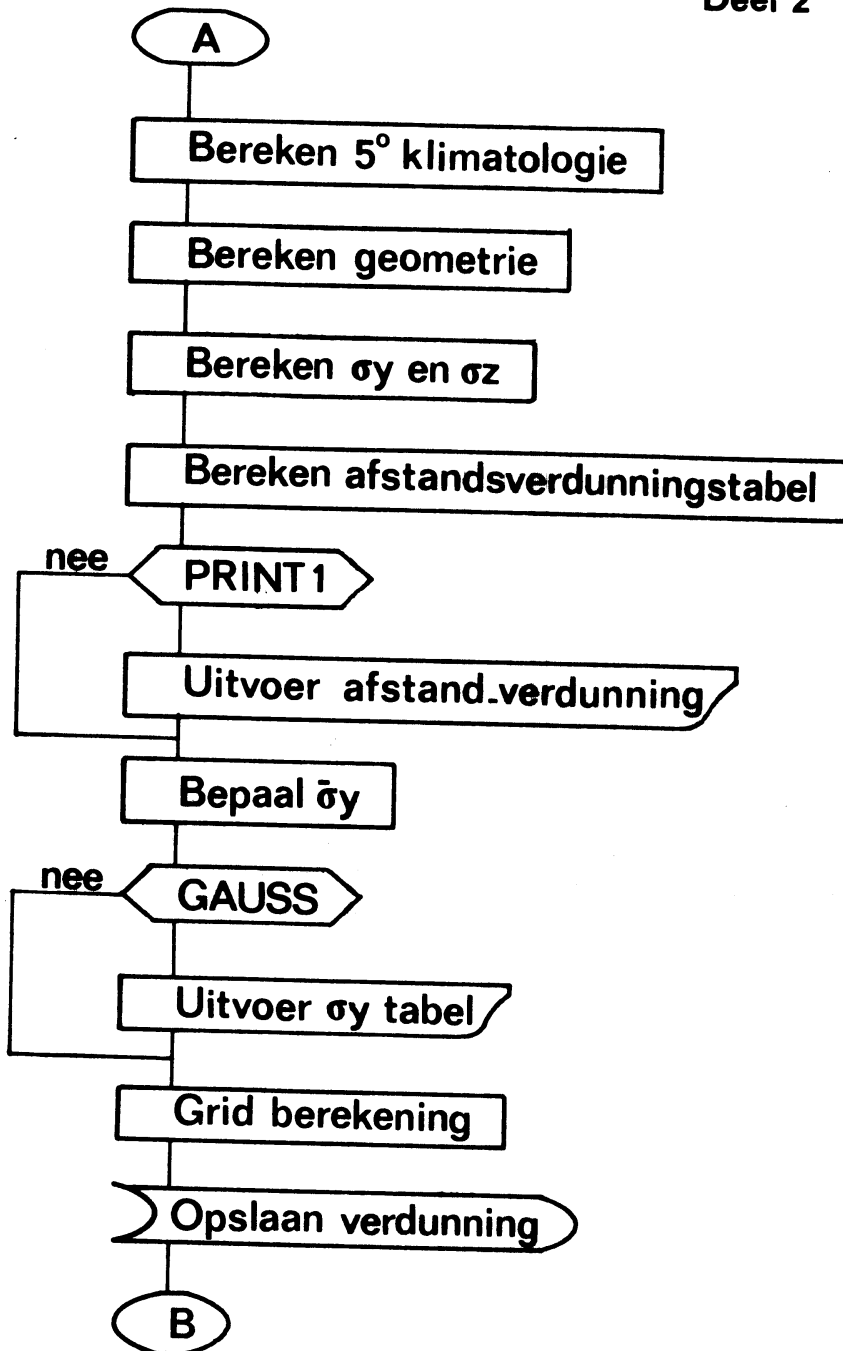 Deel 2
A
Bereken 5° klimatologie
Bereken geometrie
Bereken σy en σz
Bereken afstandsverdunningstabel
nee
PRINT1
Uitvoer afstand-verdunning
Bepaal σ̄y
nee
GAUSS
Uitvoer σy tabel
Grid berekening
Opslaan verdunning
B